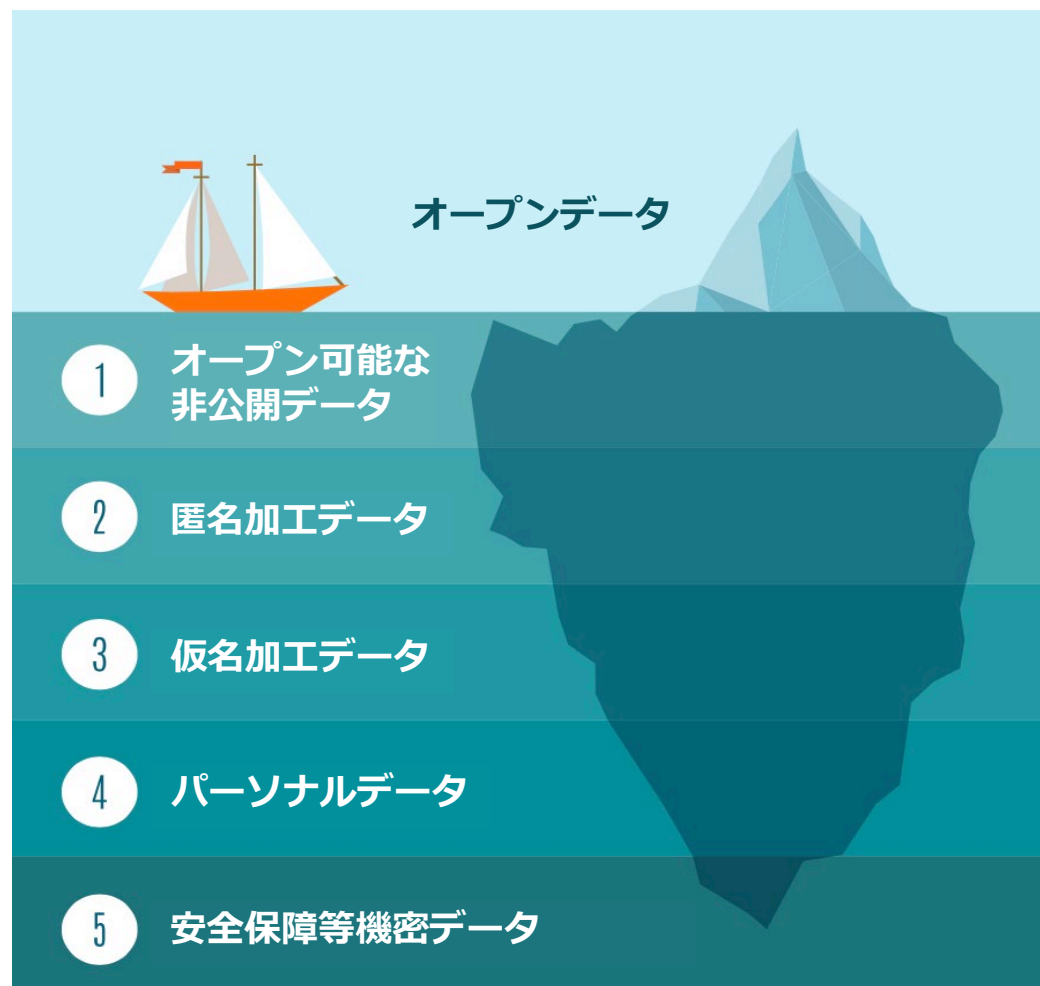 オープンデータ
1
オープン可能な
非公開データ
2
匿名加工データ
3
仮名加工データ
4
パーソナルデータ
5
安全保障等機密データ